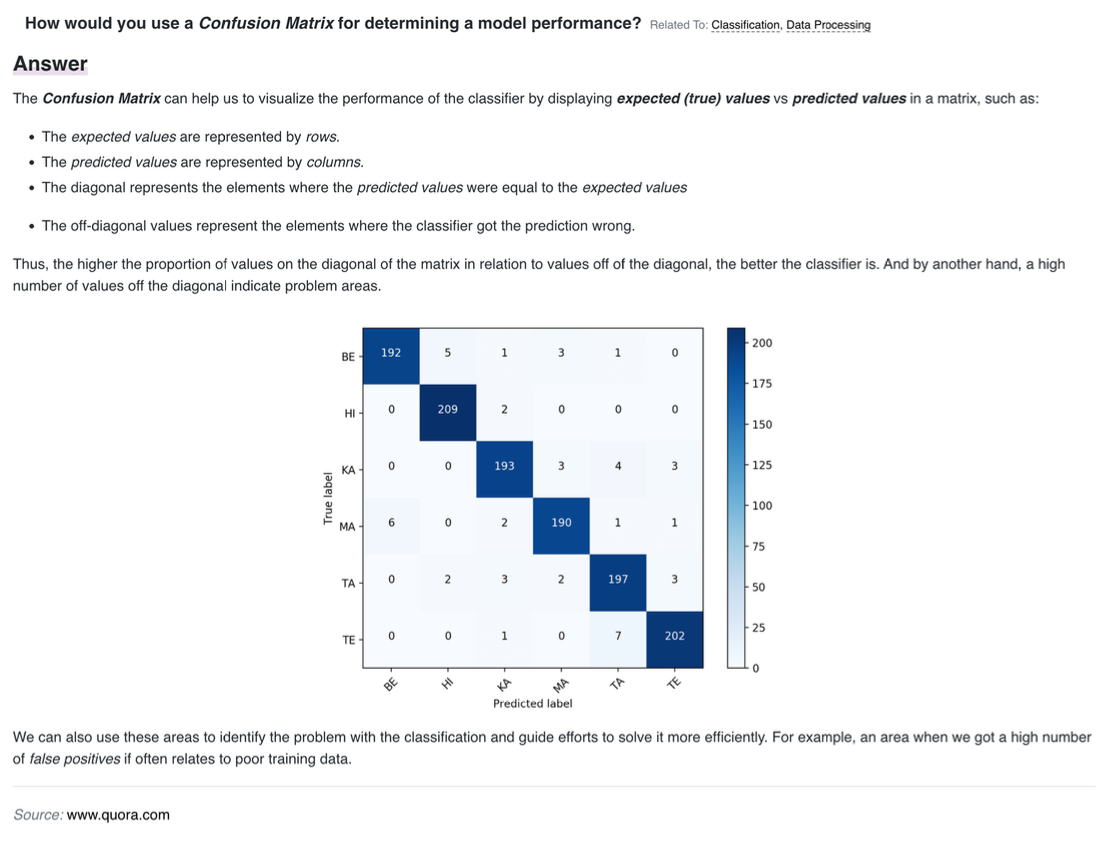 How would you use a Confusion Matrix for determining a model performance? Related To: Classification, Data Processing
Answer
The Confusion Matrix can help us to visualize the performance of the classifier by displaying expected (true) values vs predicted values in a matrix, such as:
• The expected values are represented by rows.
• The predicted values are represented by columns.
• The diagonal represents the elements where the predicted values were equal to the expected values
• The off-diagonal values represent the elements where the classifier got the prediction wrong.
Thus, the higher the proportion of values on the diagonal of the matrix in relation to values off of the diagonal, the better the classifier is. And by another hand, a high
number of values off the diagonal indicate problem areas.
BE 192 5 1 3 1 0
HI 0 209 2 0 0 0
KA 0 0 193 3 4 3
MA 6 0 2 190 1 1
TA 0 2 3 2 197 3
TE 0 0 1 0 7 202
True label
BE HI KA MA TA TE
Predicted label
200
175
150
125
100
75
50
25
0
We can also use these areas to identify the problem with the classification and guide efforts to solve it more efficiently. For example, an area when we got a high number
of false positives if often relates to poor training data.
Source: www.quora.com